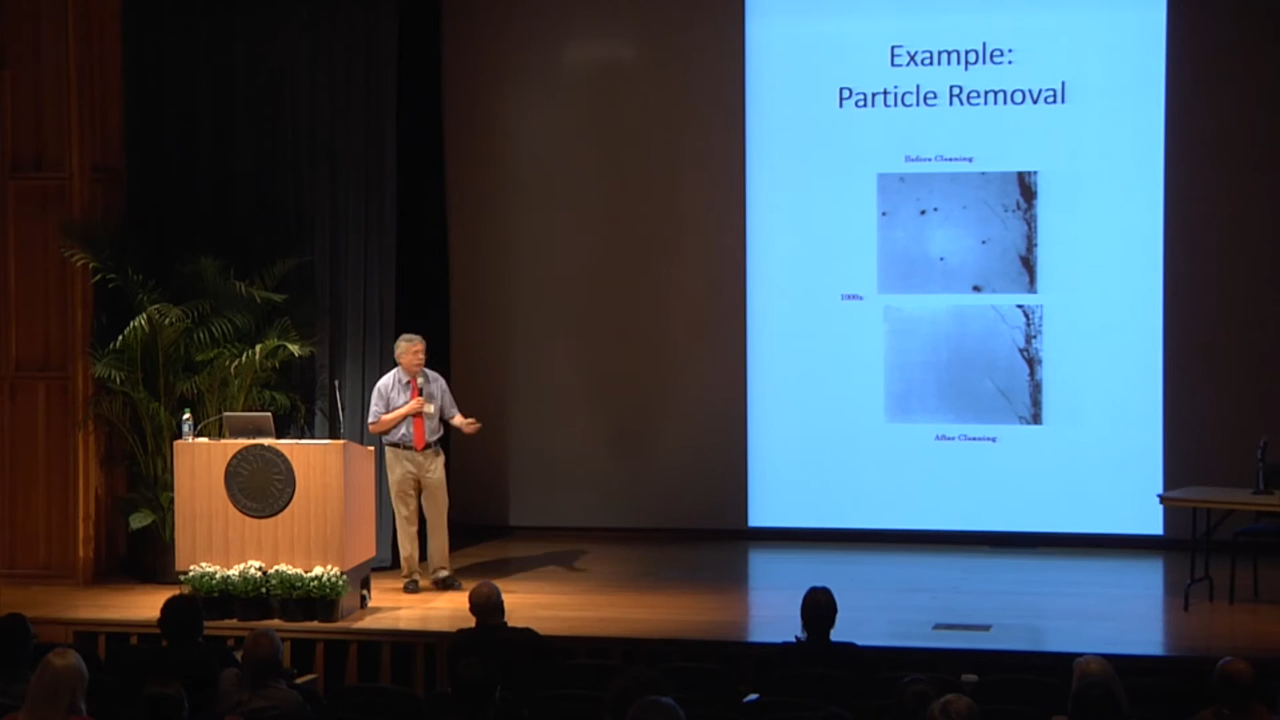 Example:
Particle Removal
Before Cleaning:
1000x:
After Cleaning: